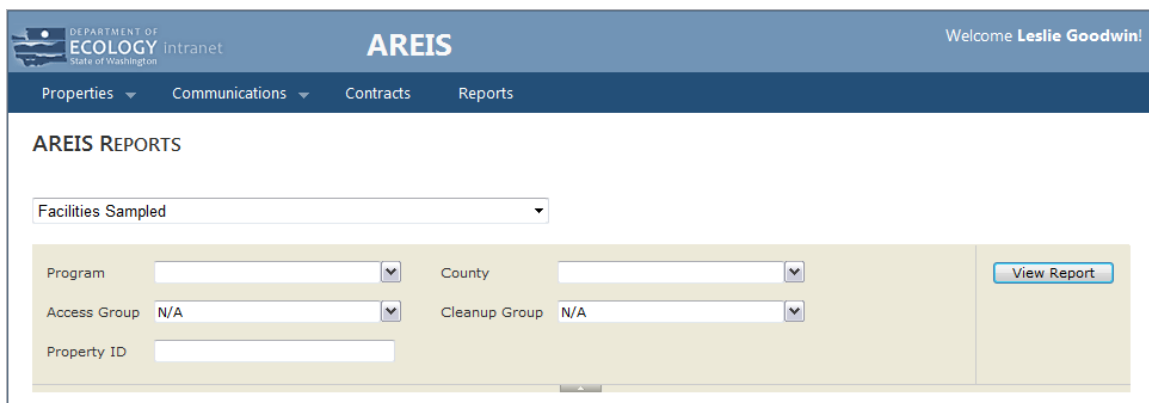 DEPARTMENT OF
ECOLOGY intranet
State of Washington
AREIS
Welcome Leslie Goodwin!
Properties Communications Contracts Reports
AREIS REPORTS
Facilities Sampled
Program County View Report
Access Group N/A Cleanup Group N/A
Property ID